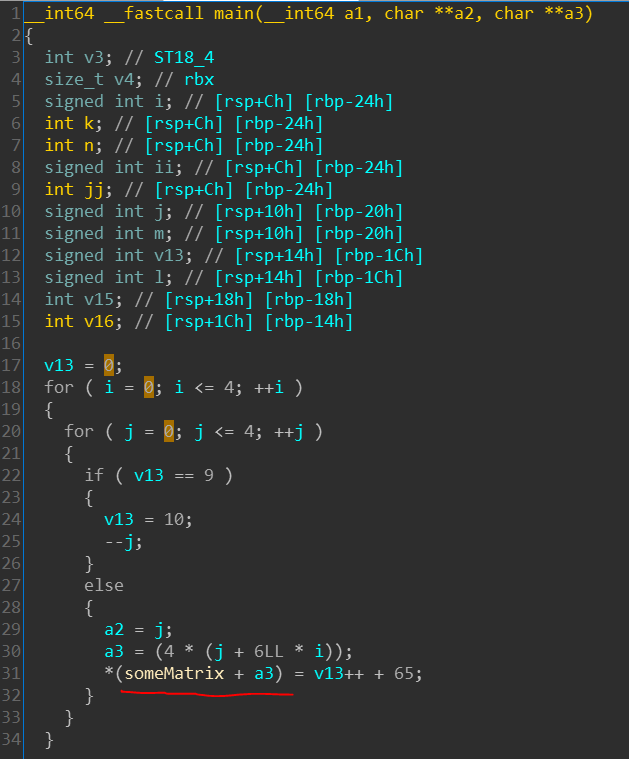 1 __int64 __fastcall main(__int64 a1, char **a2, char **a3)
2 {
3 int v3; // ST18_4
4 size_t v4; // rbx
5 signed int i; // [rsp+Ch] [rbp-24h]
6 int k; // [rsp+Ch] [rbp-24h]
7 int n; // [rsp+Ch] [rbp-24h]
8 signed int ii; // [rsp+Ch] [rbp-24h]
9 int jj; // [rsp+Ch] [rbp-24h]
10 signed int j; // [rsp+10h] [rbp-20h]
11 signed int m; // [rsp+10h] [rbp-20h]
12 signed int v13; // [rsp+14h] [rbp-1Ch]
13 signed int l; // [rsp+14h] [rbp-1Ch]
14 int v15; // [rsp+18h] [rbp-18h]
15 int v16; // [rsp+1Ch] [rbp-14h]
16
17 v13 = 0;
18 for ( i = 0; i <= 4; ++i )
19 {
20 for ( j = 0; j <= 4; ++j )
21 {
22 if ( v13 == 9 )
23 {
24 v13 = 10;
25 --j;
26 }
27 else
28 {
29 a2 = j;
30 a3 = (4 * (j + 6LL * i));
31 *(someMatrix + a3) = v13++ + 65;
32 }
33 }
34 }